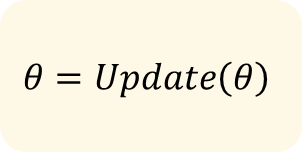 θ = Update(θ)